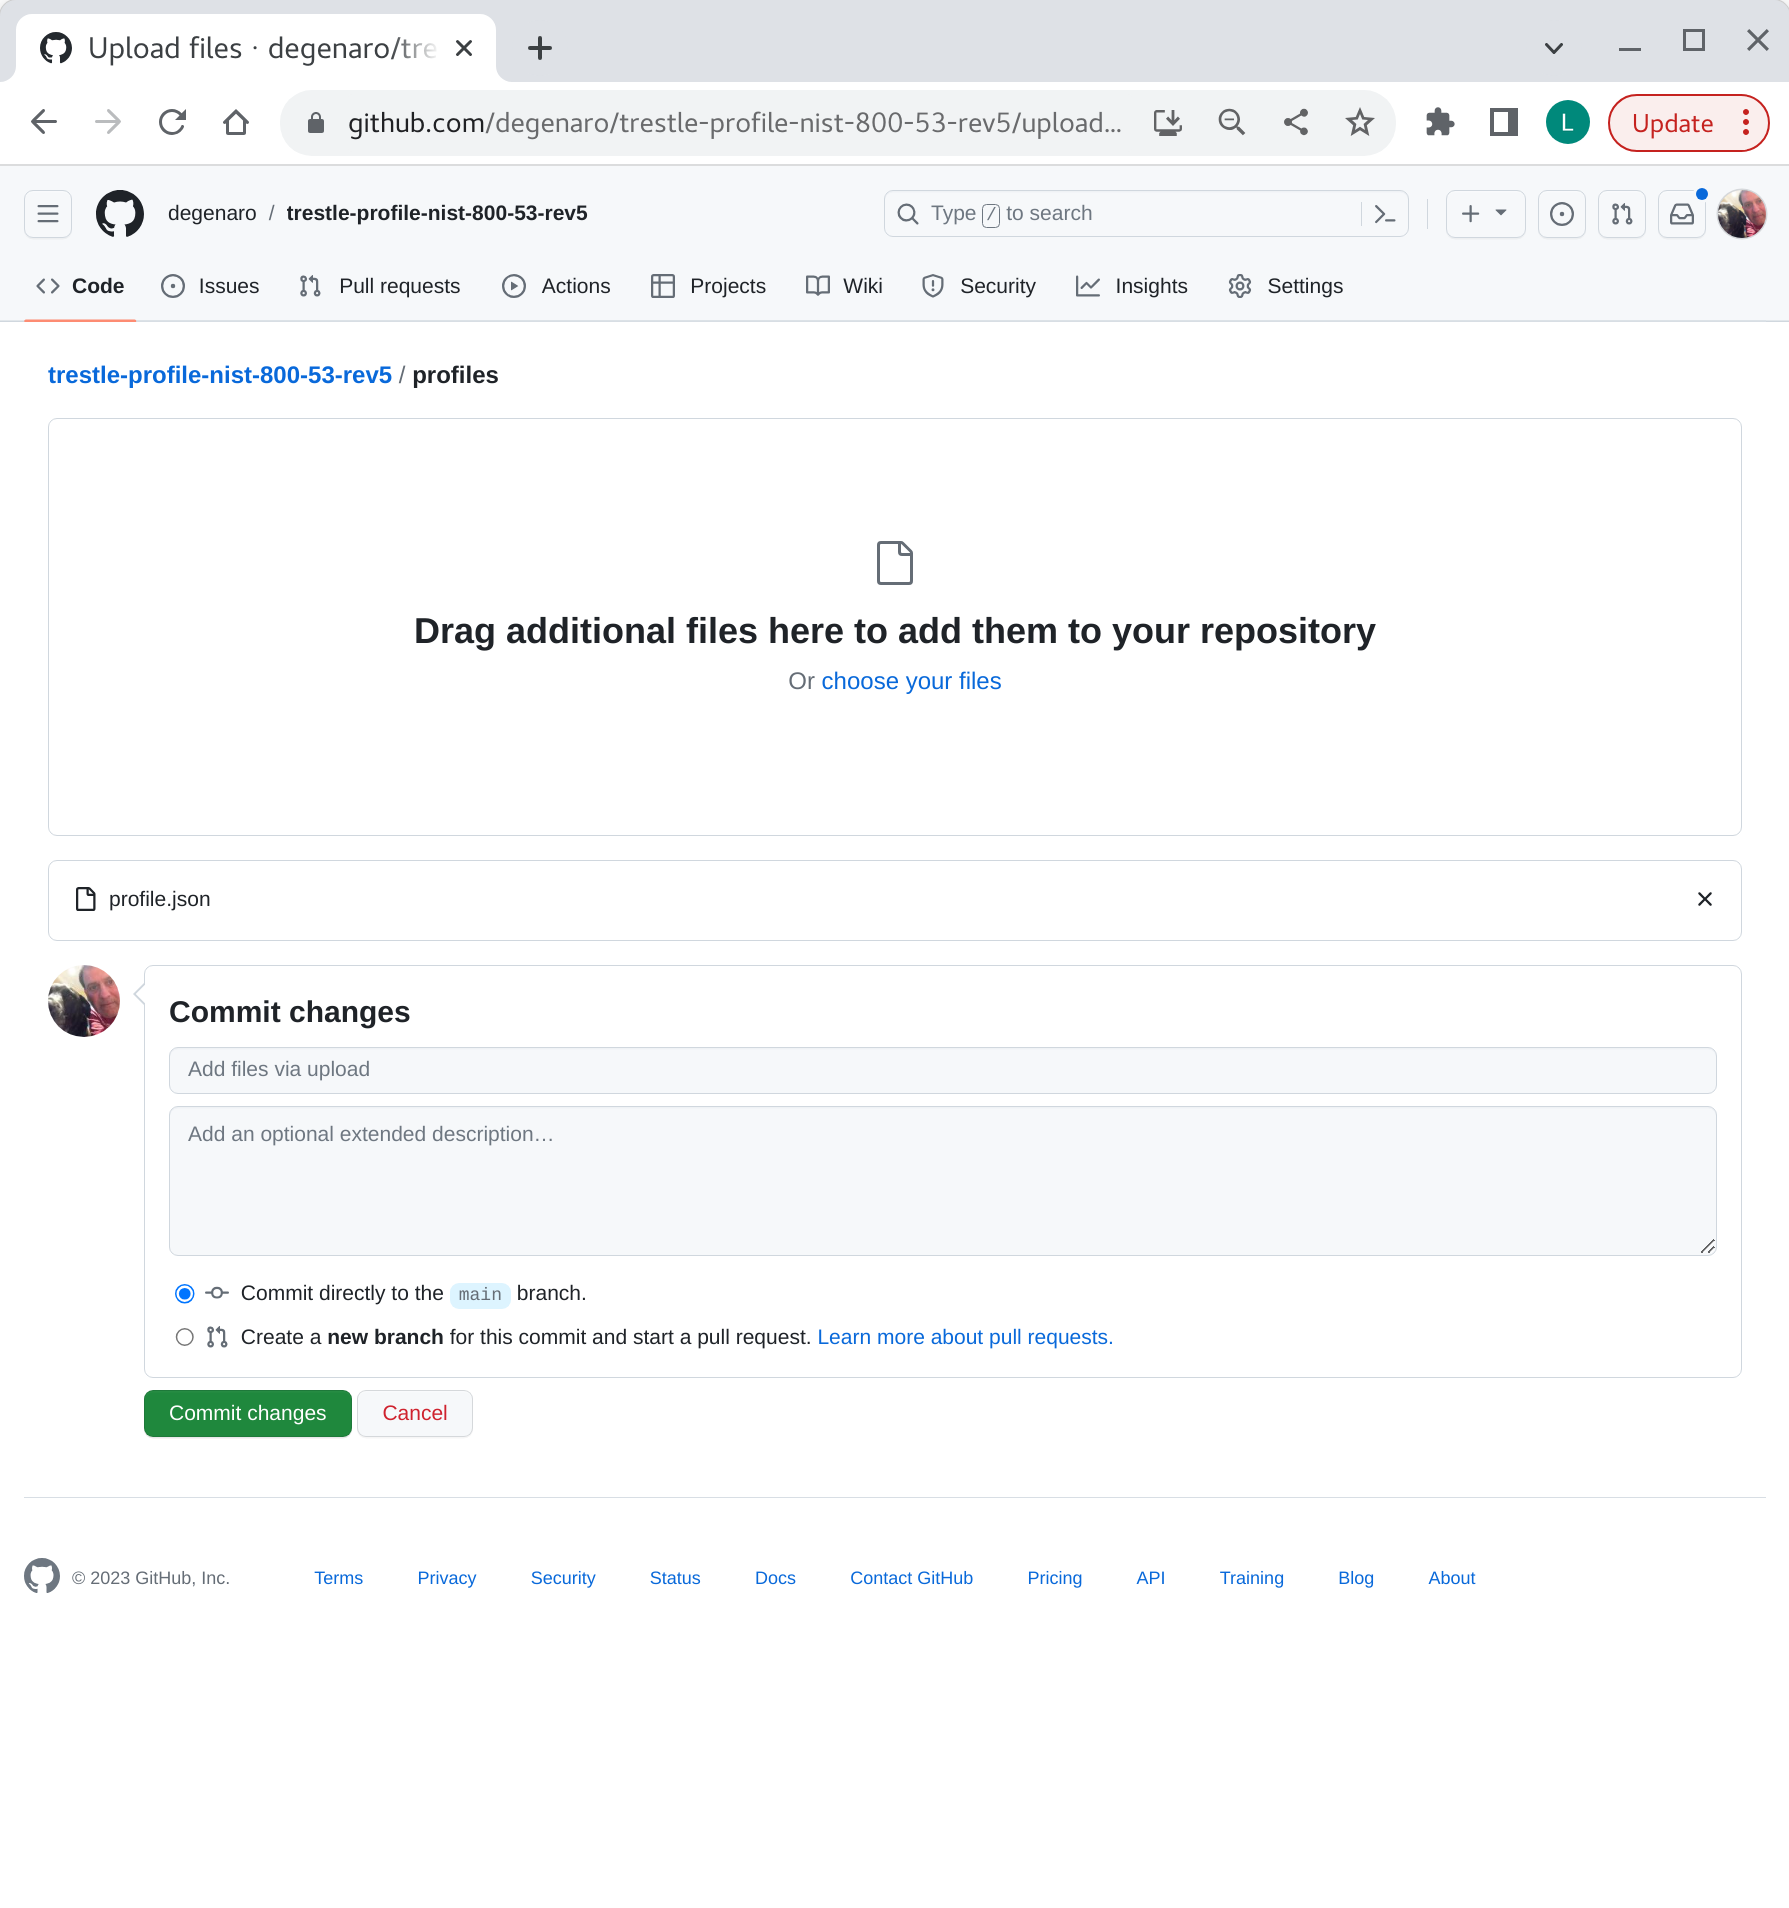 Upload files · degenaro/tre
github.com/degenaro/trestle-profile-nist-800-53-rev5/upload...
L
Update
degenaro / trestle-profile-nist-800-53-rev5
Type / to search
Code Issues Pull requests Actions Projects Wiki Security Insights Settings
trestle-profile-nist-800-53-rev5 / profiles
Drag additional files here to add them to your repository
Or choose your files
profile.json
Commit changes
Add files via upload
Add an optional extended description…
Commit directly to the main branch.
Create a new branch for this commit and start a pull request. Learn more about pull requests.
Commit changes Cancel
© 2023 GitHub, Inc. Terms Privacy Security Status Docs Contact GitHub Pricing API Training Blog About